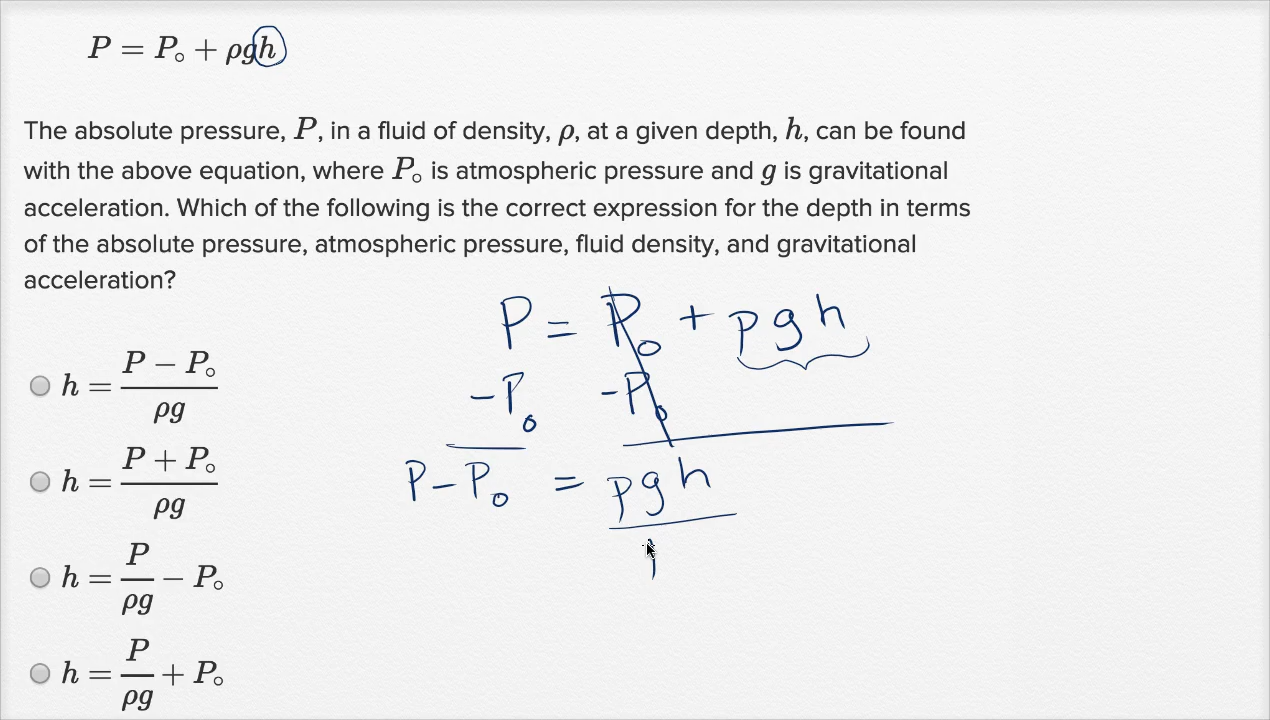 P = P₀ + ρgh
The absolute pressure, P, in a fluid of density, ρ, at a given depth, h, can be found
with the above equation, where P₀ is atmospheric pressure and g is gravitational
acceleration. Which of the following is the correct expression for the depth in terms
of the absolute pressure, atmospheric pressure, fluid density, and gravitational
acceleration?
P = P₀ + ρgh
-P₀ -P₀
P-P₀ = ρgh
h = (P − P₀)/ρg
h = (P + P₀)/ρg
h = P/ρg − P₀
h = P/ρg + P₀